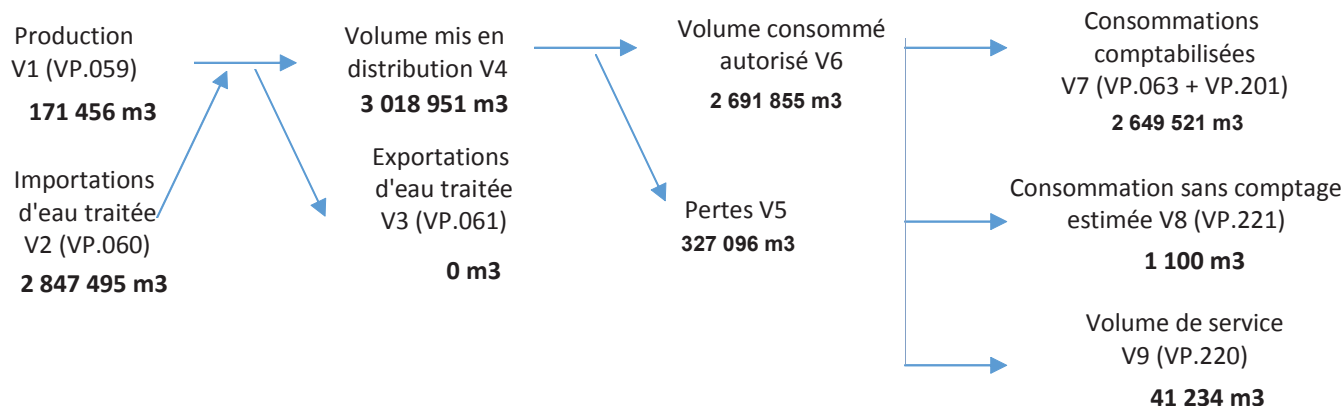 Production
V1 (VP.059)
171 456 m3
Importations
d'eau traitée
V2 (VP.060)
2 847 495 m3
Volume mis en
distribution V4
3 018 951 m3
Exportations
d'eau traitée
V3 (VP.061)
0 m3
Volume consommé
autorisé V6
2 691 855 m3
Pertes V5
327 096 m3
Consommations
comptabilisées
V7 (VP.063 + VP.201)
2 649 521 m3
Consommation sans comptage
estimée V8 (VP.221)
1 100 m3
Volume de service
V9 (VP.220)
41 234 m3